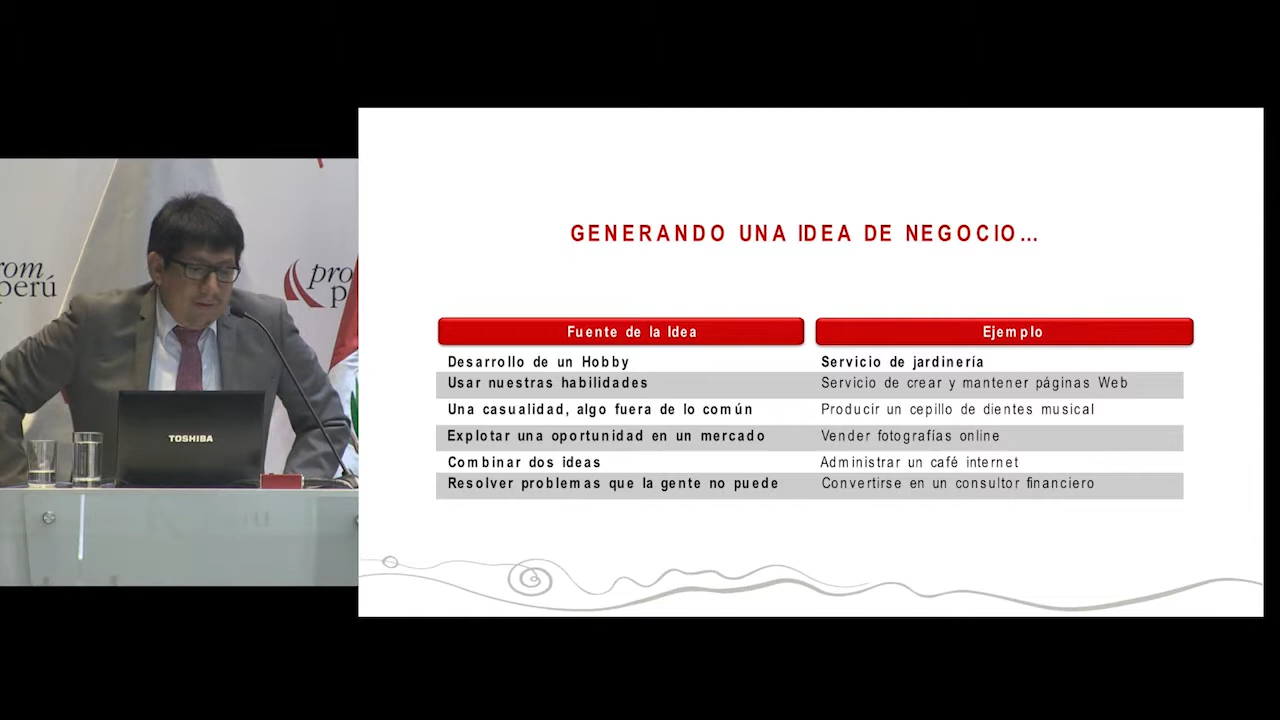 GENERANDO UNA IDEA DE NEGOCIO...
Fuente de la Idea Ejemplo
Desarrollo de un Hobby Servicio de jardinería
Usar nuestras habilidades Servicio de crear y mantener páginas Web
Una casualidad, algo fuera de lo común Producir un cepillo de dientes musical
Explotar una oportunidad en un mercado Vender fotografías online
Combinar dos ideas Administrar un café internet
Resolver problemas que la gente no puede Convertirse en un consultor financiero
rom
perú
pro
p
TOSHIBA